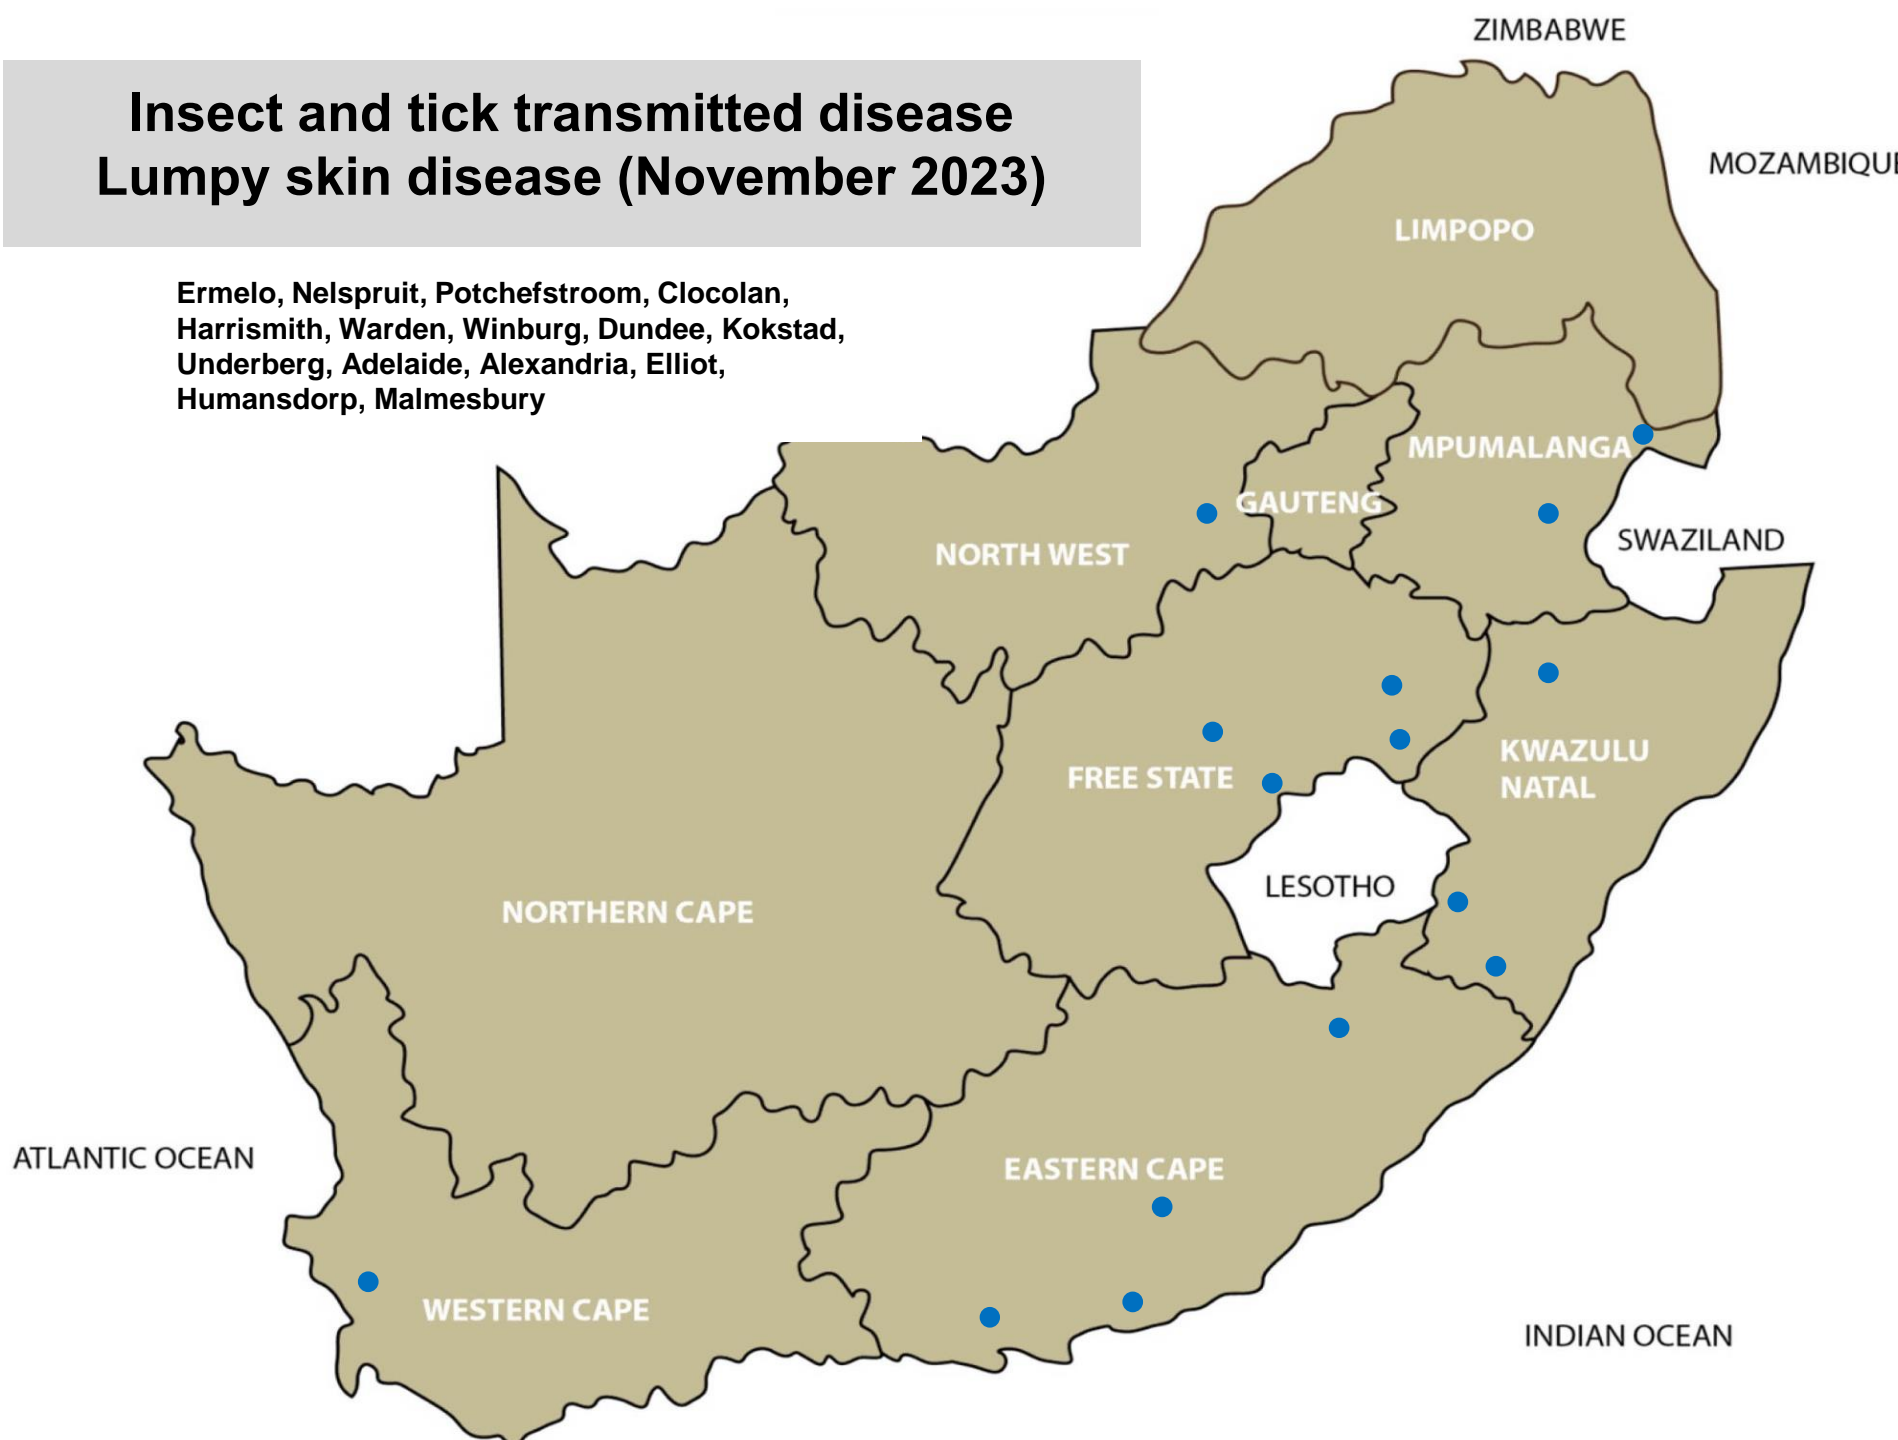 ZIMBABWE
Insect and tick transmitted disease
Lumpy skin disease (November 2023)
MOZAMBIQUE
LIMPOPO
Ermelo, Nelspruit, Potchefstroom, Clocolan,
Harrismith, Warden, Winburg, Dundee, Kokstad,
Underberg, Adelaide, Alexandria, Elliot,
Humansdorp, Malmesbury
MPUMALANGA
GAUTENG
SWAZILAND
NORTH WEST
KWAZULU
NATAL
FREE STATE
LESOTHO
NORTHERN CAPE
ATLANTIC OCEAN
EASTERN CAPE
WESTERN CAPE
INDIAN OCEAN